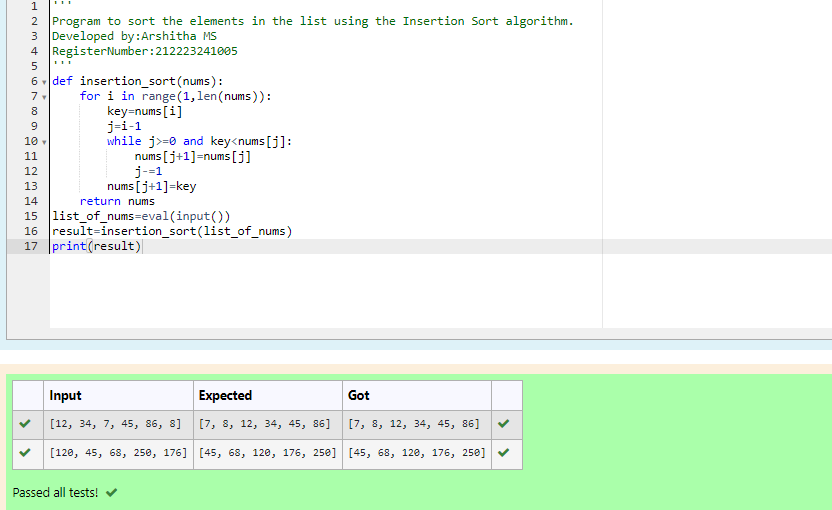 1 '''
2 Program to sort the elements in the list using the Insertion Sort algorithm.
3 Developed by:Arshitha MS
4 RegisterNumber:212223241005
5 '''
6 def insertion_sort(nums):
7     for i in range(1,len(nums)):
8         key=nums[i]
9         j=i-1
10         while j>=0 and key<nums[j]:
11             nums[j+1]=nums[j]
12             j-=1
13         nums[j+1]=key
14     return nums
15 list_of_nums=eval(input())
16 result=insertion_sort(list_of_nums)
17 print(result)
Input Expected Got
[12, 34, 7, 45, 86, 8] [7, 8, 12, 34, 45, 86] [7, 8, 12, 34, 45, 86]
[120, 45, 68, 250, 176] [45, 68, 120, 176, 250] [45, 68, 120, 176, 250]
Passed all tests!